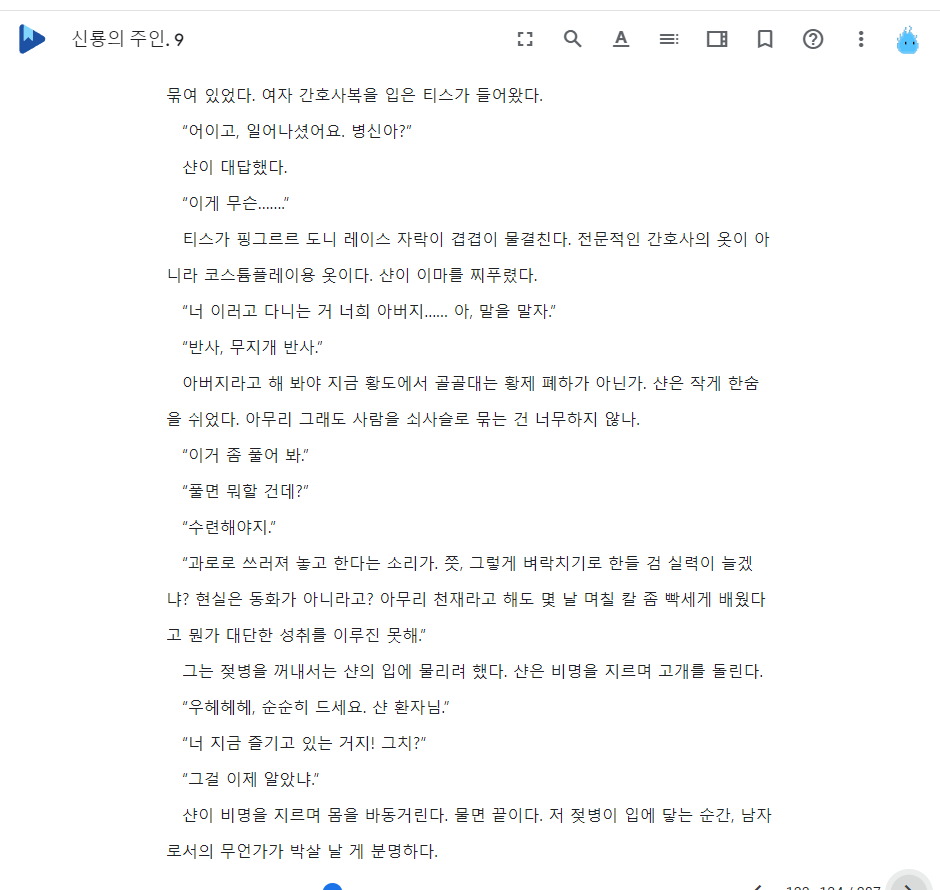 신룡의 주인. 9
묶여 있었다. 여자 간호사복을 입은 티스가 들어왔다.
“어이고, 일어나셨어요. 병신아?”
샨이 대답했다.
“이게 무슨.......”
티스가 핑그르르 도니 레이스 자락이 겹겹이 물결친다. 전문적인 간호사의 옷이 아
니라 코스튬플레이용 옷이다. 샨이 이마를 찌푸렸다.
“너 이러고 다니는 거 너희 아버지...... 아, 말을 말자.”
“반사, 무지개 반사.”
아버지라고 해 봐야 지금 황도에서 골골대는 황제 폐하가 아닌가. 샨은 작게 한숨
을 쉬었다. 아무리 그래도 사람을 쇠사슬로 묶는 건 너무하지 않나.
“이거 좀 풀어 봐.”
“풀면 뭐할 건데?”
“수련해야지.”
“과로로 쓰러져 놓고 한다는 소리가. 쯧, 그렇게 벼락치기로 한들 검 실력이 늘겠
냐? 현실은 동화가 아니라고? 아무리 천재라고 해도 몇 날 며칠 칼 좀 빡세게 배웠다
고 뭔가 대단한 성취를 이루진 못해.”
그는 젖병을 꺼내서는 샨의 입에 물리려 했다. 샨은 비명을 지르며 고개를 돌린다.
“우헤헤헤, 순순히 드세요. 샨 환자님.”
“너 지금 즐기고 있는 거지! 그치?”
“그걸 이제 알았냐.”
샨이 비명을 지르며 몸을 바동거린다. 물면 끝이다. 저 젖병이 입에 닿는 순간, 남자
로서의 무언가가 박살 날 게 분명하다.